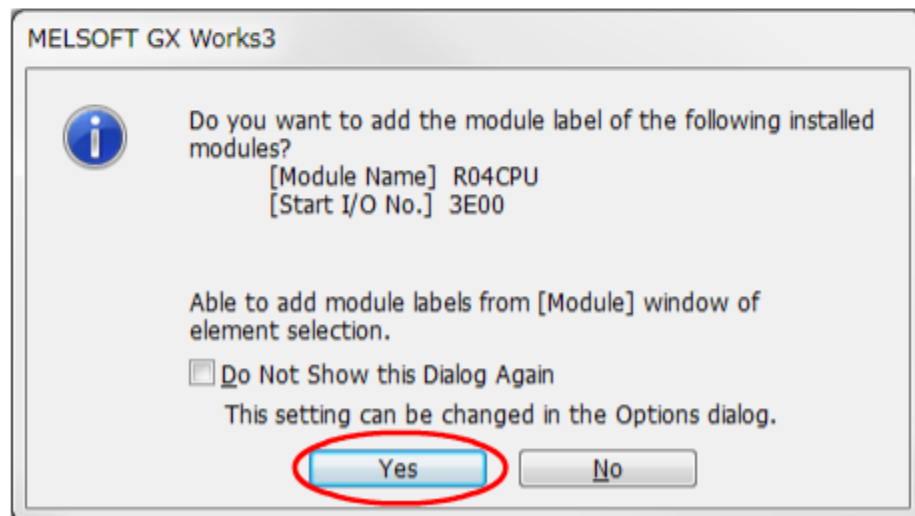 MELSOFT GX Works3
Do you want to add the module label of the following installed
modules?
[Module Name] R04CPU
[Start I/O No.] 3E00
Able to add module labels from [Module] window of
element selection.
Do Not Show this Dialog Again
This setting can be changed in the Options dialog.
Yes No